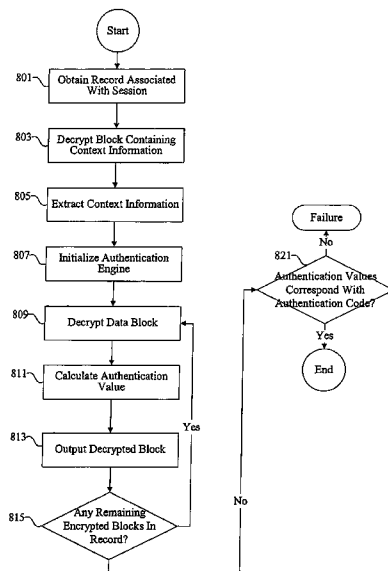 Start
801
Obtain Record Associated
With Session
803
Decrypt Block Containing
Context Information
805
Extract Context Information
807
Initialize Authentication
Engine
809
Decrypt Data Block
811
Calculate Authentication
Value
Yes
813
Output Decrypted Block
815
Any Remaining
Encrypted Blocks In
Record?
No
Failure
No
821
Authentication Values
Correspond With
Authentication Code?
Yes
End